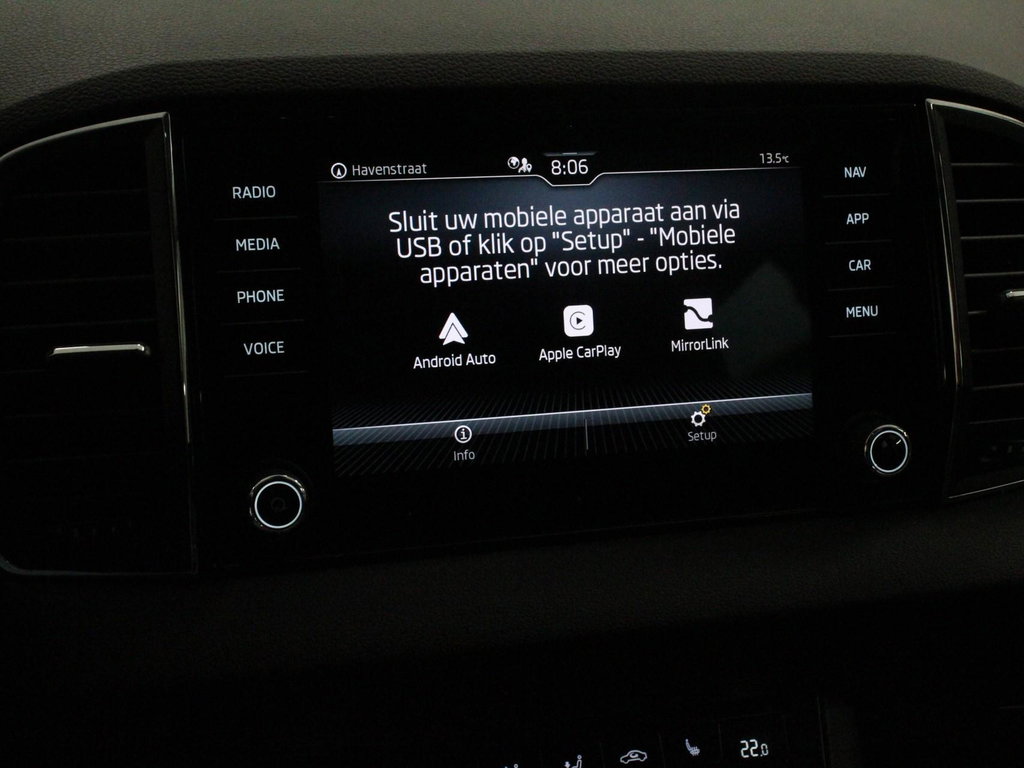 Havenstraat 8:06 13.5°C
RADIO
MEDIA
PHONE
VOICE
Sluit uw mobiele apparaat aan via
USB of klik op "Setup" - "Mobiele
apparaten" voor meer opties.
Android Auto Apple CarPlay MirrorLink
Info Setup
NAV
APP
CAR
MENU
22.0